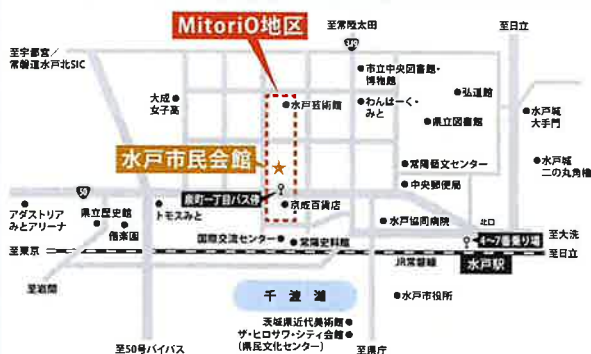 MitoriO地区
至常陸太田
349
至日立
至宇都宮／
常磐道水戸北SIC
市立中央図書館・
博物館
大成
女子高
水戸芸術館
わんぱーく・
みと
弘道館
県立図書館
水戸城
大手門
水戸市民会館
常陽藝文センター
水戸城
二の丸角櫓
中央郵便局
50
泉町一丁目バス停
京成百貨店
アダストリア
みとアリーナ
県立歴史館
偕楽園
トモスみと
水戸協同病院
北口
至大洗
4〜7番乗り場
国際交流センター
常陽史料館
至東京
JR常磐線
水戸駅
至日立
至岩間
千波湖
水戸市役所
茨城県近代美術館
ザ・ヒロサワ・シティ会館
(県民文化センター)
至50号バイパス
至県庁